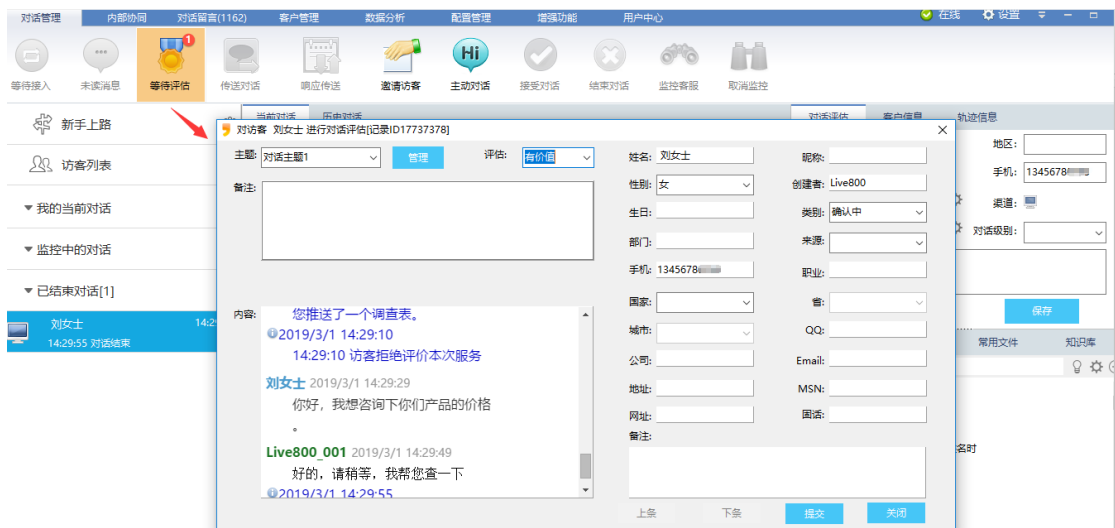 对话管理 内部协同 对话留言(1162) 客户管理 数据分析 配置管理 增强功能 用户中心 在线 设置
1
Hi
等待接入 未读消息 等待评估 传送对话 响应传送 邀请访客 主动对话 接受对话 结束对话 监控客服 取消监控
新手上路
访客列表
我的当前对话
监控中的对话
已结束对话[1]
刘女士 14:2
14:29:55 对话结束
当前对话 历史对话 对话评估 客户信息 轨迹信息
对访客 刘女士 进行对话评估[记录ID17737378]
主题: 对话主题1 管理 评估: 有价值
备注:
内容:
您推送了一个调查表。
2019/3/1 14:29:10
14:29:10 访客拒绝评价本次服务
刘女士 2019/3/1 14:29:29
你好，我想咨询下你们产品的价格
。
Live800_001 2019/3/1 14:29:49
好的，请稍等，我帮您查一下
2019/3/1 14:29:55
姓名: 刘女士 昵称:
性别: 女 创建者: Live800
生日: 类别: 确认中
部门: 来源:
手机: 1345678 职业:
国家: 省:
城市: QQ:
公司: Email:
地址: MSN:
网址: 固话:
备注:
上条 下条 提交 关闭
地区:
手机: 1345678
渠道:
对话级别:
保存
常用文件 知识库
名时